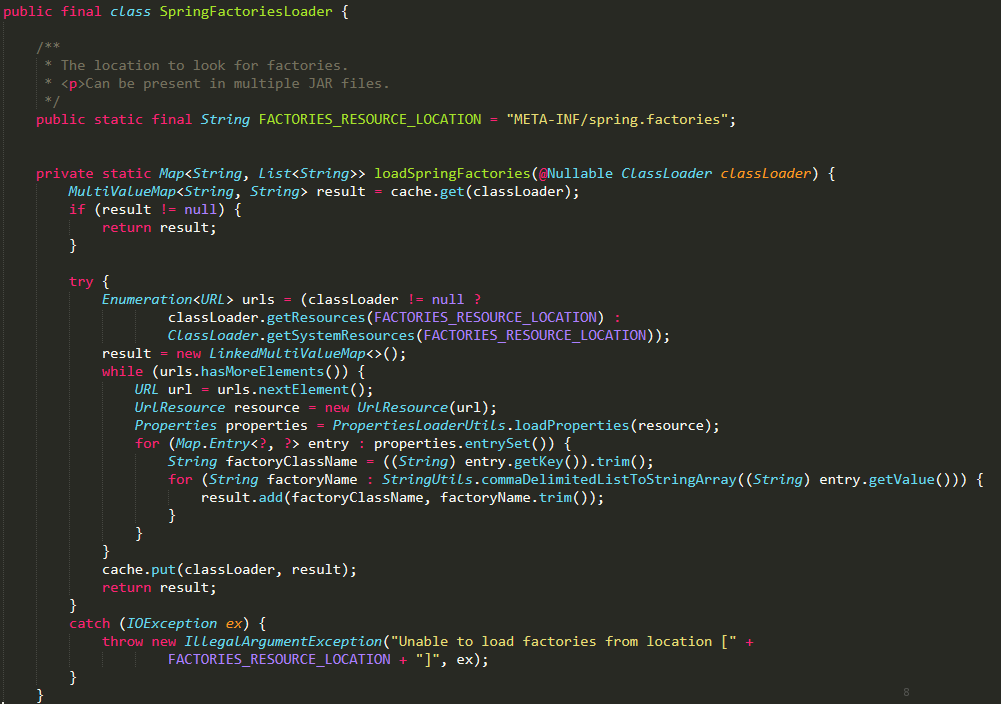 public final class SpringFactoriesLoader {
/**
* The location to look for factories.
* <p>Can be present in multiple JAR files.
*/
public static final String FACTORIES_RESOURCE_LOCATION = "META-INF/spring.factories";
private static Map<String, List<String>> loadSpringFactories(@Nullable ClassLoader classLoader) {
MultiValueMap<String, String> result = cache.get(classLoader);
if (result != null) {
return result;
}
try {
Enumeration<URL> urls = (classLoader != null ?
classLoader.getResources(FACTORIES_RESOURCE_LOCATION) :
ClassLoader.getSystemResources(FACTORIES_RESOURCE_LOCATION));
result = new LinkedMultiValueMap<>();
while (urls.hasMoreElements()) {
URL url = urls.nextElement();
UrlResource resource = new UrlResource(url);
Properties properties = PropertiesLoaderUtils.loadProperties(resource);
for (Map.Entry<?, ?> entry : properties.entrySet()) {
String factoryClassName = ((String) entry.getKey()).trim();
for (String factoryName : StringUtils.commaDelimitedListToStringArray((String) entry.getValue())) {
result.add(factoryClassName, factoryName.trim());
}
}
}
cache.put(classLoader, result);
return result;
}
catch (IOException ex) {
throw new IllegalArgumentException("Unable to load factories from location [" +
FACTORIES_RESOURCE_LOCATION + "]", ex);
}
}
8